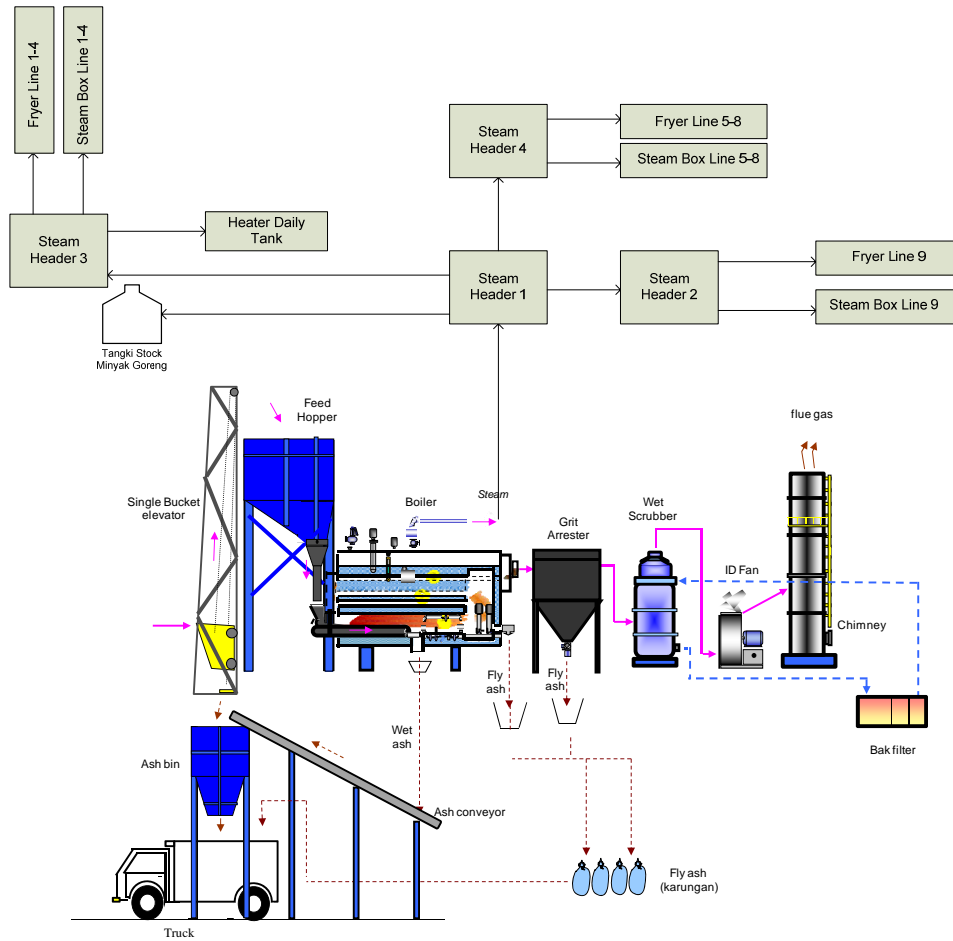 Fryer Line 1-4
Steam Box Line 1-4
Steam
Header 4
Fryer Line 5-8
Steam Box Line 5-8
Steam
Header 3
Heater Daily
Tank
Steam
Header 1
Steam
Header 2
Fryer Line 9
Steam Box Line 9
Tangki Stock
Minyak Goreng
Feed
Hopper
flue gas
Single Bucket
elevator
Boiler
Steam
Grit
Arrester
Wet
Scrubber
ID Fan
Chimney
Fly
ash
Fly
ash
Wet
ash
Bak filter
Ash bin
Ash conveyor
Fly ash
(karungan)
Truck